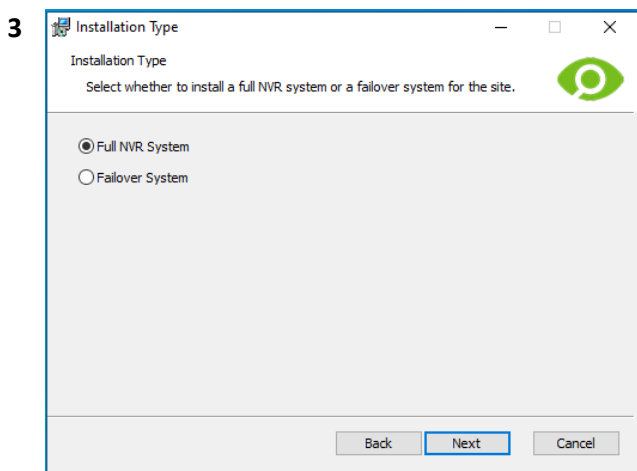 3
Installation Type
Installation Type
Select whether to install a full NVR system or a failover system for the site.
Full NVR System
Failover System
Back Next Cancel